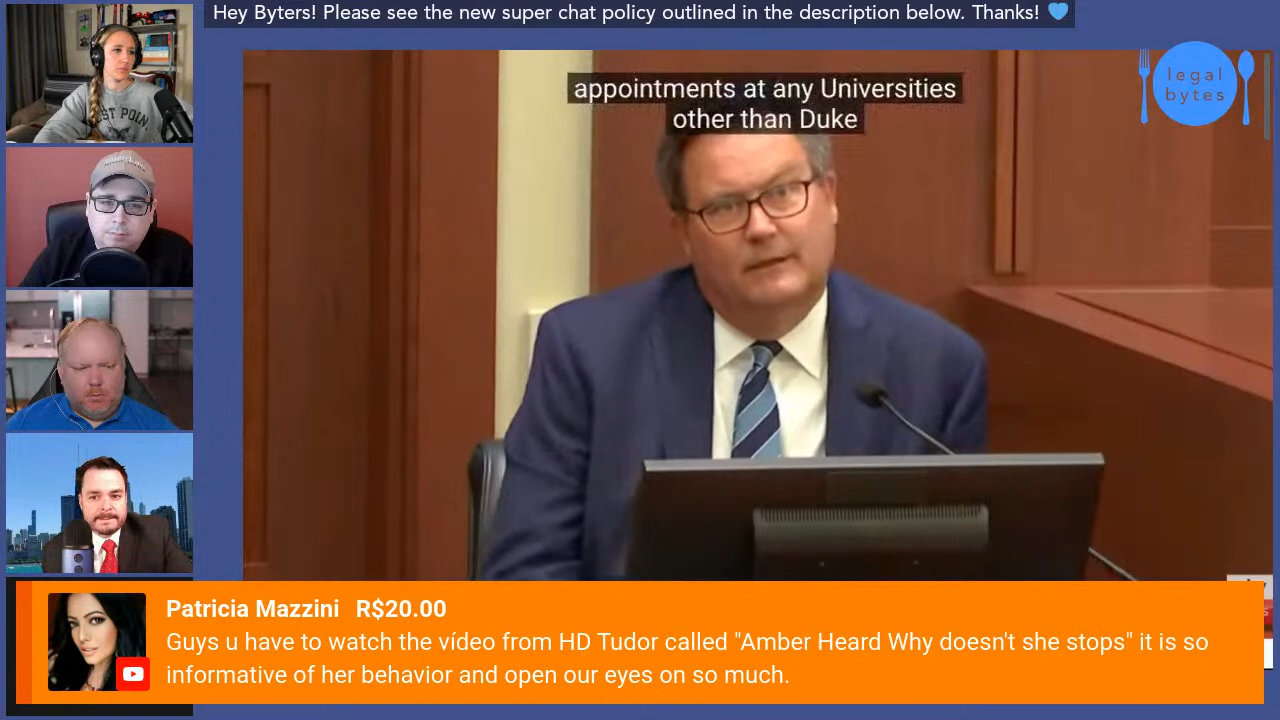 Hey Byters! Please see the new super chat policy outlined in the description below. Thanks! 💙
legal
bytes
appointments at any Universities
other than Duke
Patricia Mazzini R$20.00
Guys u have to watch the vídeo from HD Tudor called "Amber Heard Why doesn't she stops" it is so
informative of her behavior and open our eyes on so much.